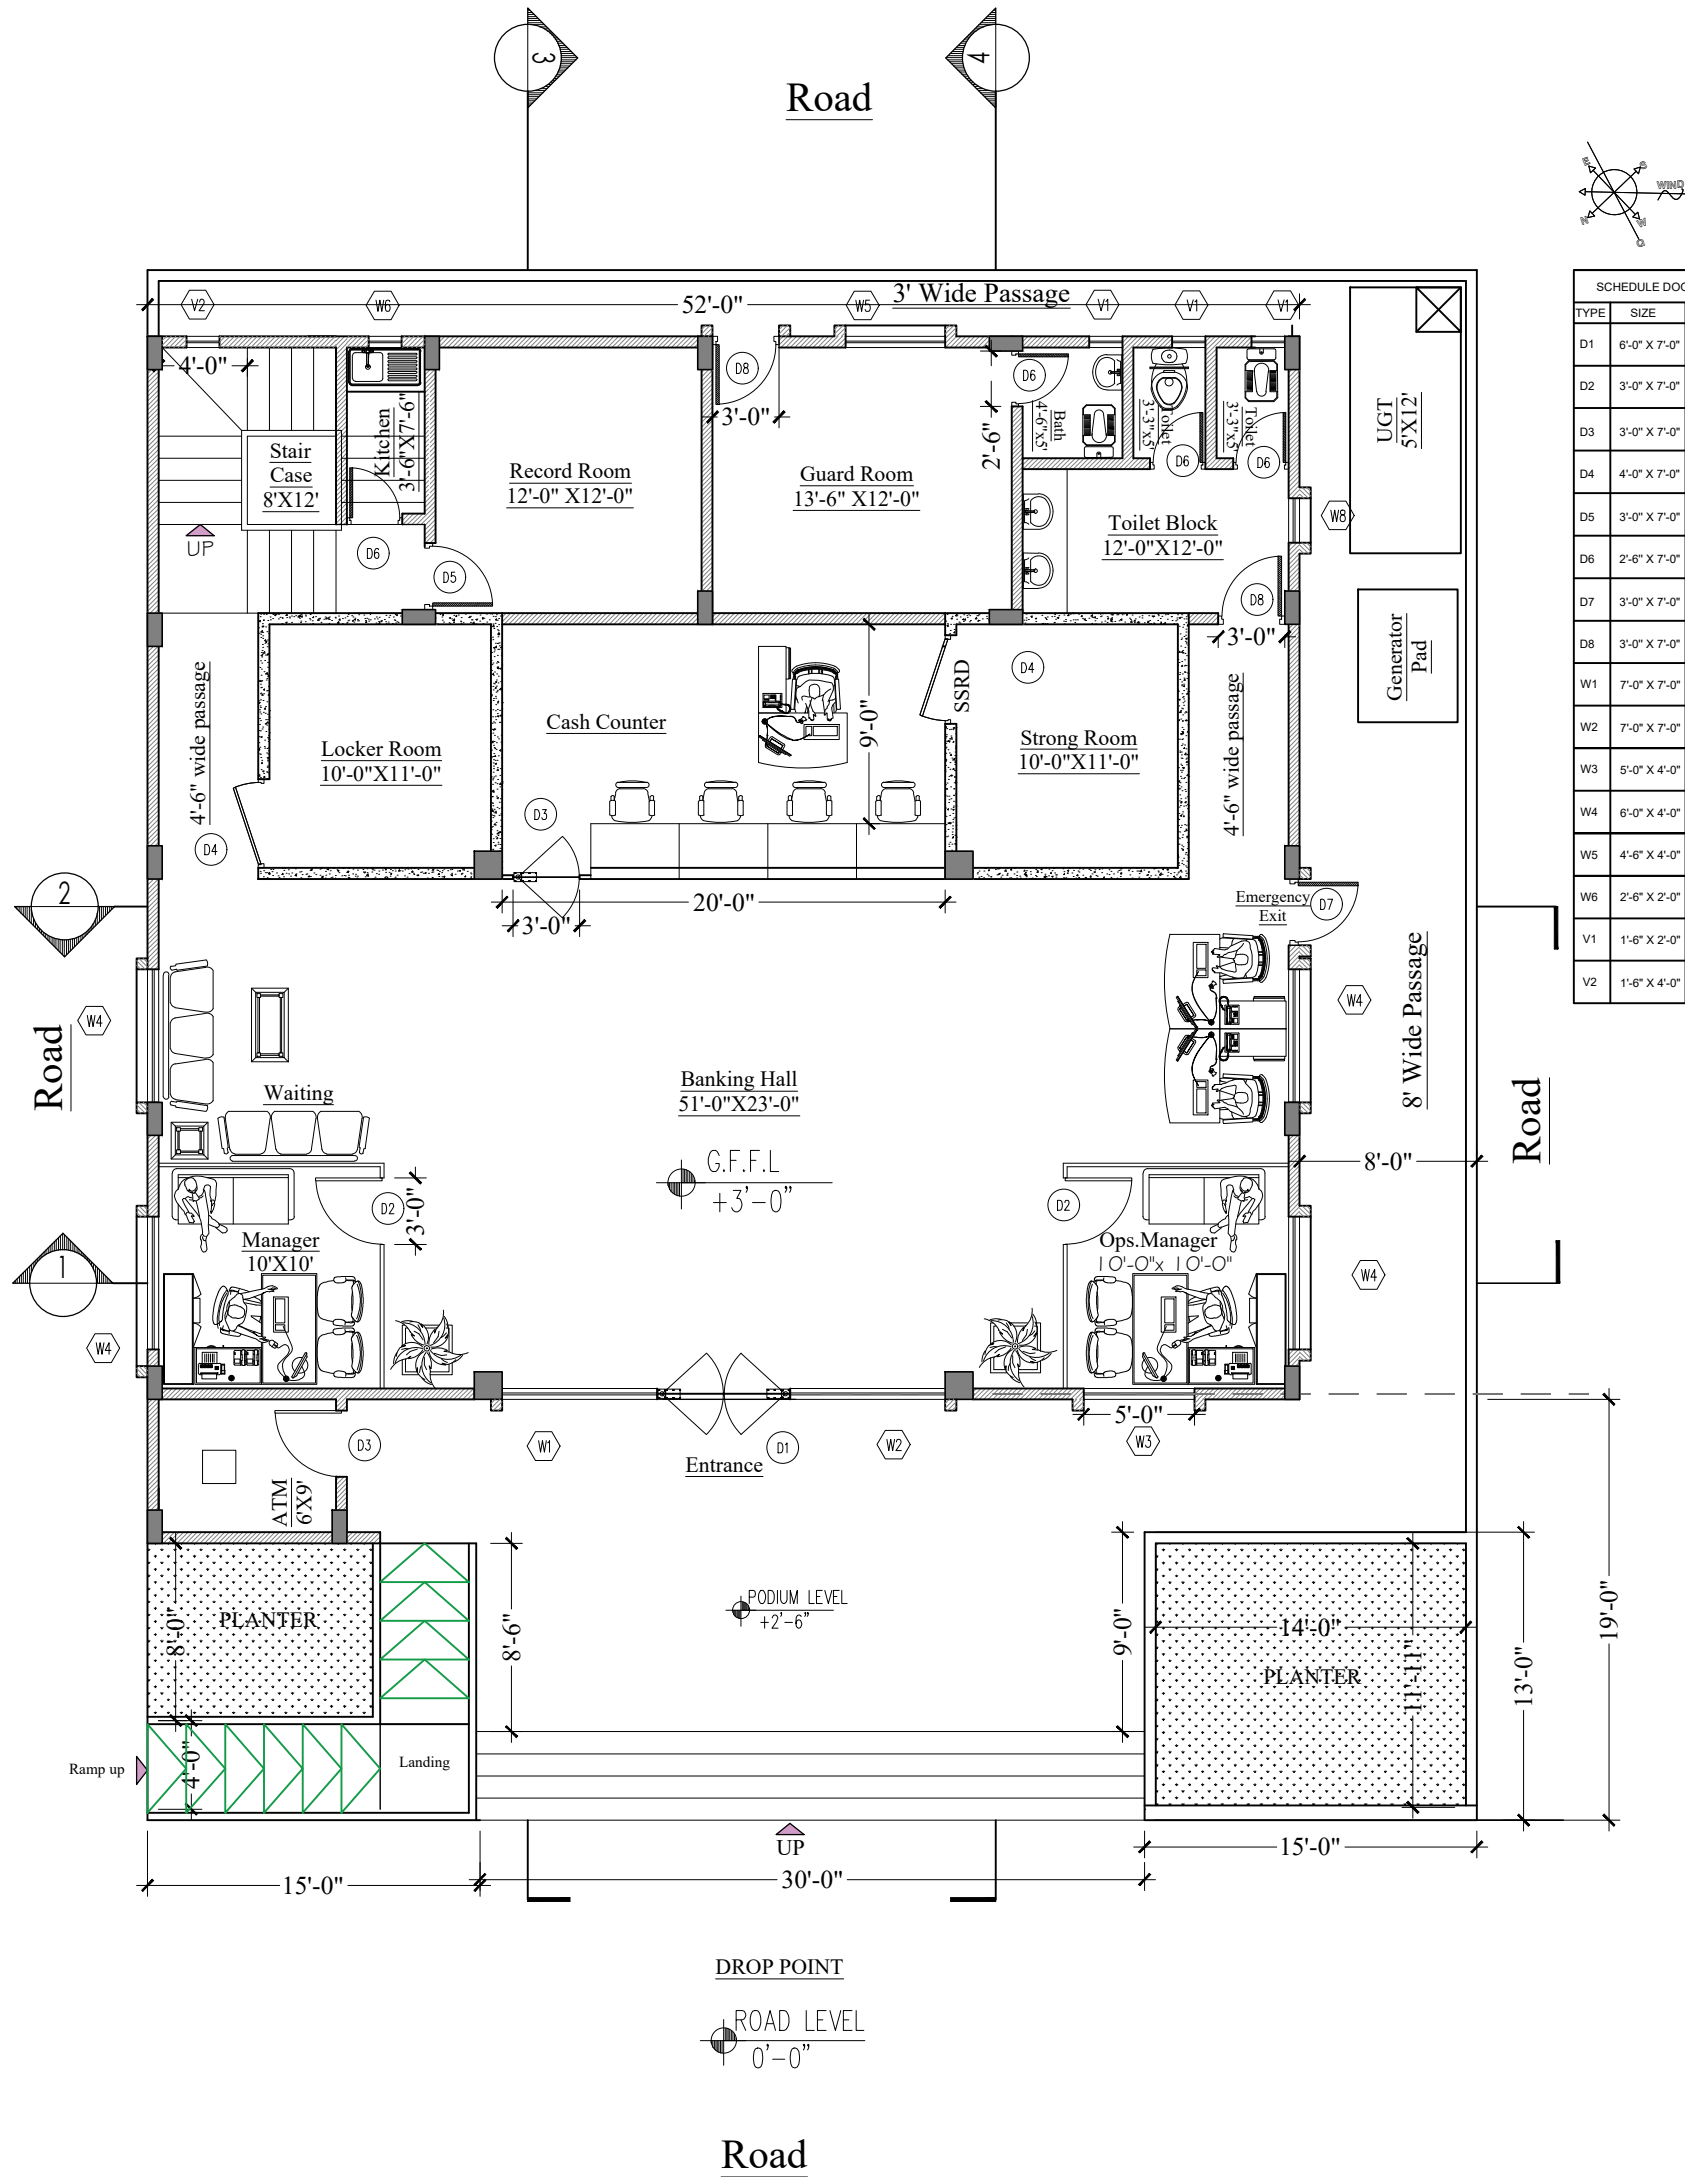 3
4
Road
WIND
52'-0"
3' Wide Passage
V2
W6
W5
V1
V1
V1
SCHEDULE DOO
TYPE
SIZE
D1
6'-0" X 7'-0"
D2
3'-0" X 7'-0"
D3
3'-0" X 7'-0"
D4
4'-0" X 7'-0"
D5
3'-0" X 7'-0"
D6
2'-6" X 7'-0"
D7
3'-0" X 7'-0"
D8
3'-0" X 7'-0"
W1
7'-0" X 7'-0"
W2
7'-0" X 7'-0"
W3
5'-0" X 4'-0"
W4
6'-0" X 4'-0"
W5
4'-6" X 4'-0"
W6
2'-6" X 2'-0"
V1
1'-6" X 2'-0"
V2
1'-6" X 4'-0"
4'-0"
Stair
Case
8'X12'
UP
Kitchen
3'-6"X7'-6"
D6
D5
Record Room
12'-0" X12'-0"
D8
3'-0"
Guard Room
13'-6" X12'-0"
2'-6"
D6
Bath
4'-6"x5'
Toilet
3'-3"x5'
D6
Toilet
3'-3"x5'
D6
Toilet Block
12'-0"X12'-0"
W8
D8
3'-0"
UGT
5'X12'
Generator
Pad
4'-6" wide passage
D4
Locker Room
10'-0"X11'-0"
Cash Counter
D3
9'-0"
SSRD
D4
Strong Room
10'-0"X11'-0"
4'-6" wide passage
20'-0"
3'-0"
Emergency
Exit
D7
2
Road
W4
Waiting
Banking Hall
51'-0"X23'-0"
G.F.F.L
+3'-0"
W4
8' Wide Passage
8'-0"
Road
D2
3'-0"
Manager
10'X10'
1
W4
D2
Ops.Manager
10'-0"x 10'-0"
W4
ATM
6'X9'
D3
W1
Entrance
D1
W2
5'-0"
W3
8'-0"
PLANTER
8'-6"
PODIUM LEVEL
+2'-6"
9'-0"
14'-0"
PLANTER
11'-11"
13'-0"
19'-0"
Ramp up
4'-0"
Landing
UP
15'-0"
30'-0"
15'-0"
DROP POINT
ROAD LEVEL
0'-0"
Road